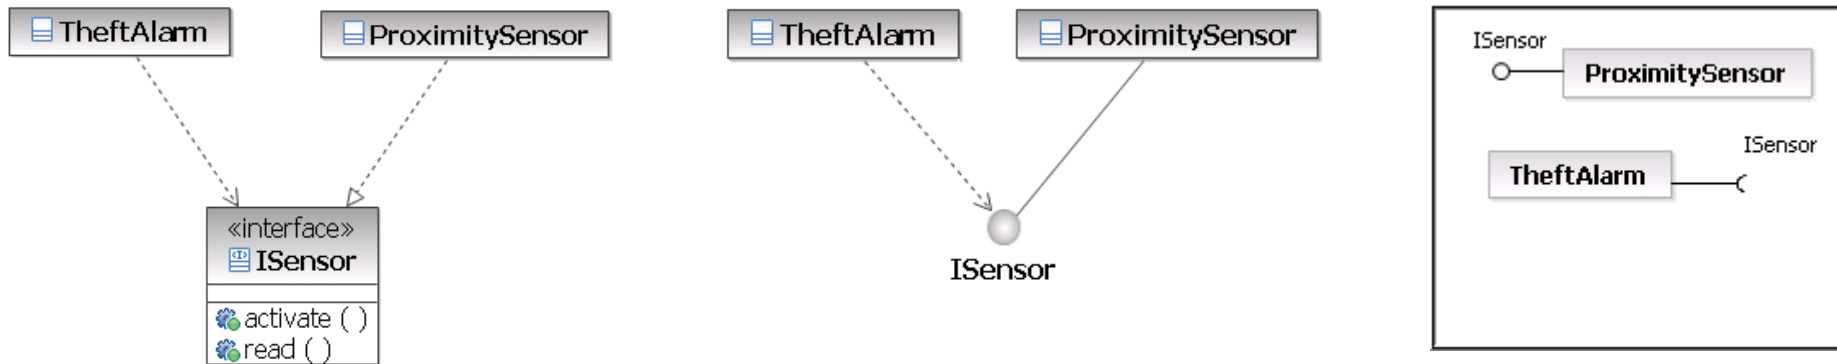 TheftAlarm
ProximitySensor
«interface»
ISensor
activate ( )
read ( )
TheftAlarm
ProximitySensor
ISensor
ISensor
ProximitySensor
ISensor
TheftAlarm